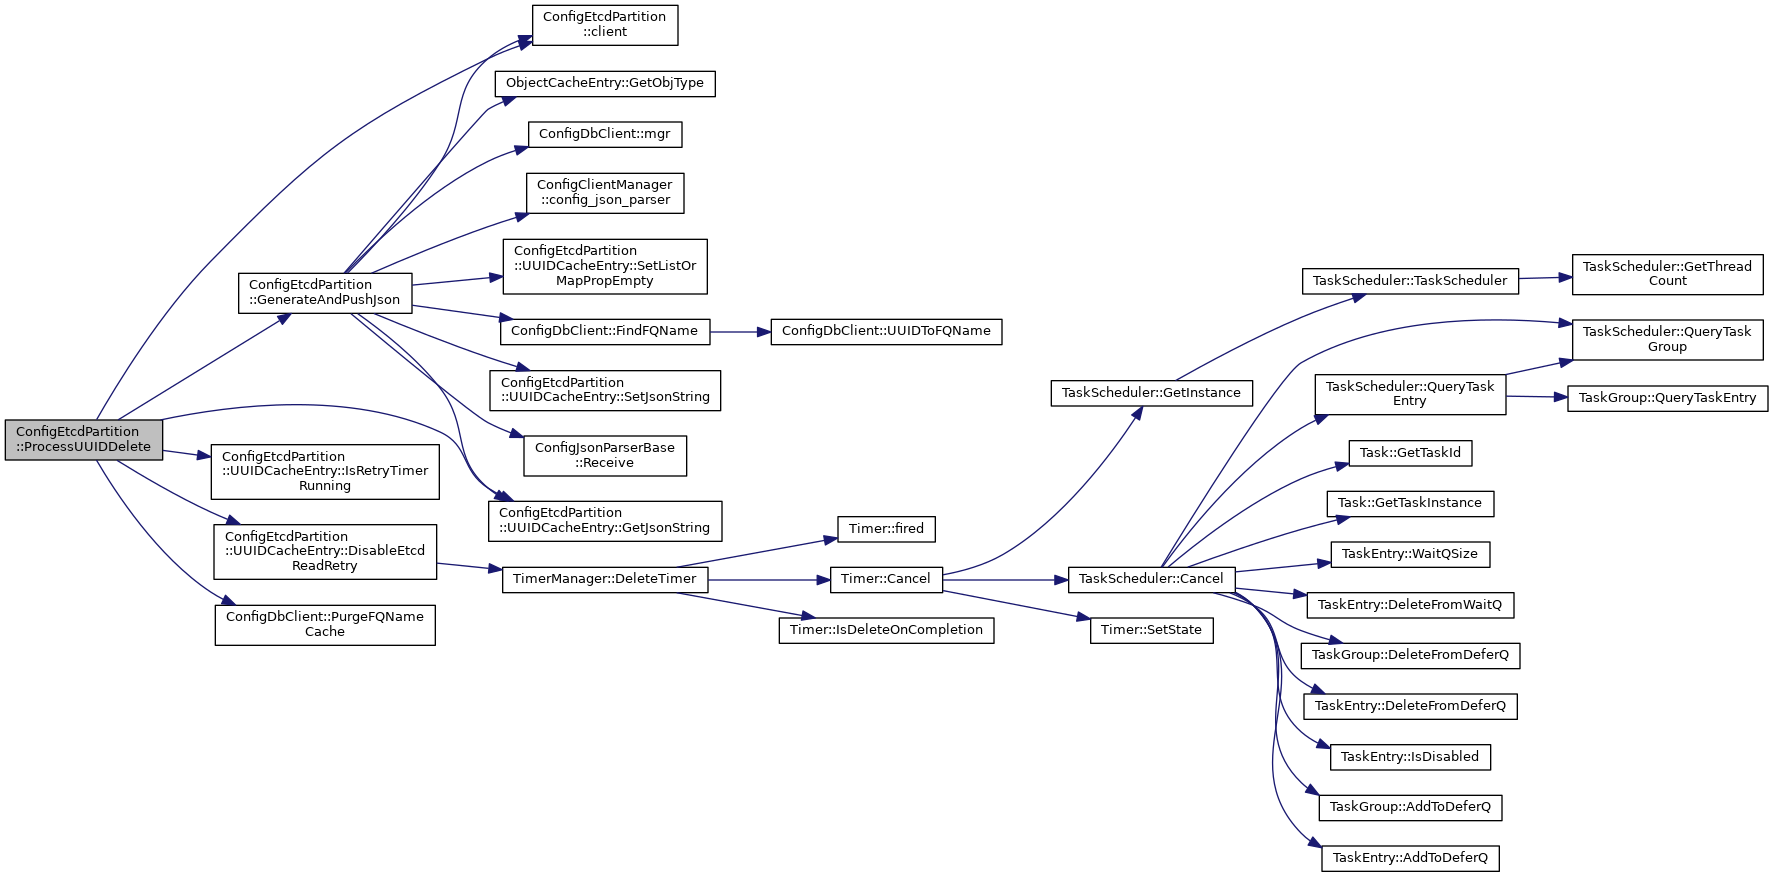 ConfigEtcdPartition
::ProcessUUIDDelete
ConfigEtcdPartition
::client
ConfigEtcdPartition
::GenerateAndPushJson
ObjectCacheEntry::GetObjType
ConfigDbClient::mgr
ConfigClientManager
::config_json_parser
ConfigEtcdPartition
::UUIDCacheEntry::SetListOr
MapPropEmpty
ConfigDbClient::FindFQName
ConfigDbClient::UUIDToFQName
ConfigEtcdPartition
::UUIDCacheEntry::SetJsonString
ConfigJsonParserBase
::Receive
ConfigEtcdPartition
::UUIDCacheEntry::GetJsonString
ConfigEtcdPartition
::UUIDCacheEntry::IsRetryTimer
Running
ConfigEtcdPartition
::UUIDCacheEntry::DisableEtcd
ReadRetry
ConfigDbClient::PurgeFQName
Cache
TimerManager::DeleteTimer
Timer::fired
Timer::Cancel
Timer::IsDeleteOnCompletion
TaskScheduler::GetInstance
TaskScheduler::Cancel
Timer::SetState
TaskScheduler::TaskScheduler
TaskScheduler::GetThread
Count
TaskScheduler::QueryTask
Group
TaskScheduler::QueryTask
Entry
TaskGroup::QueryTaskEntry
Task::GetTaskId
Task::GetTaskInstance
TaskEntry::WaitQSize
TaskEntry::DeleteFromWaitQ
TaskGroup::DeleteFromDeferQ
TaskEntry::DeleteFromDeferQ
TaskEntry::IsDisabled
TaskGroup::AddToDeferQ
TaskEntry::AddToDeferQ